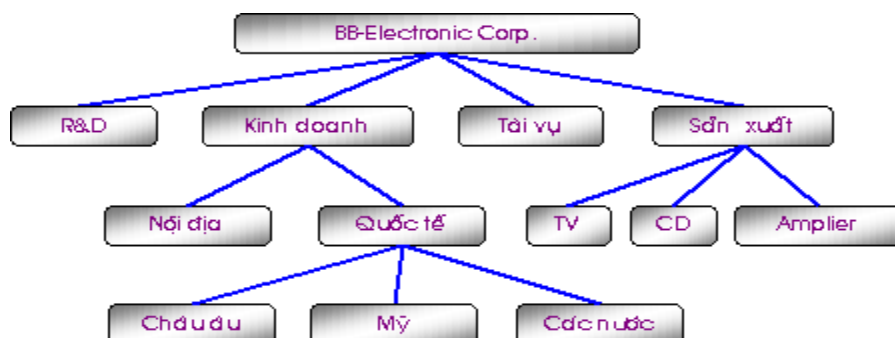 BB-Electronic Corp.
R&D
Kinh doanh
Tài vụ
Sản xuất
Nội địa
Quốc tế
TV
CD
Amplier
Châu âu
Mỹ
Các nước